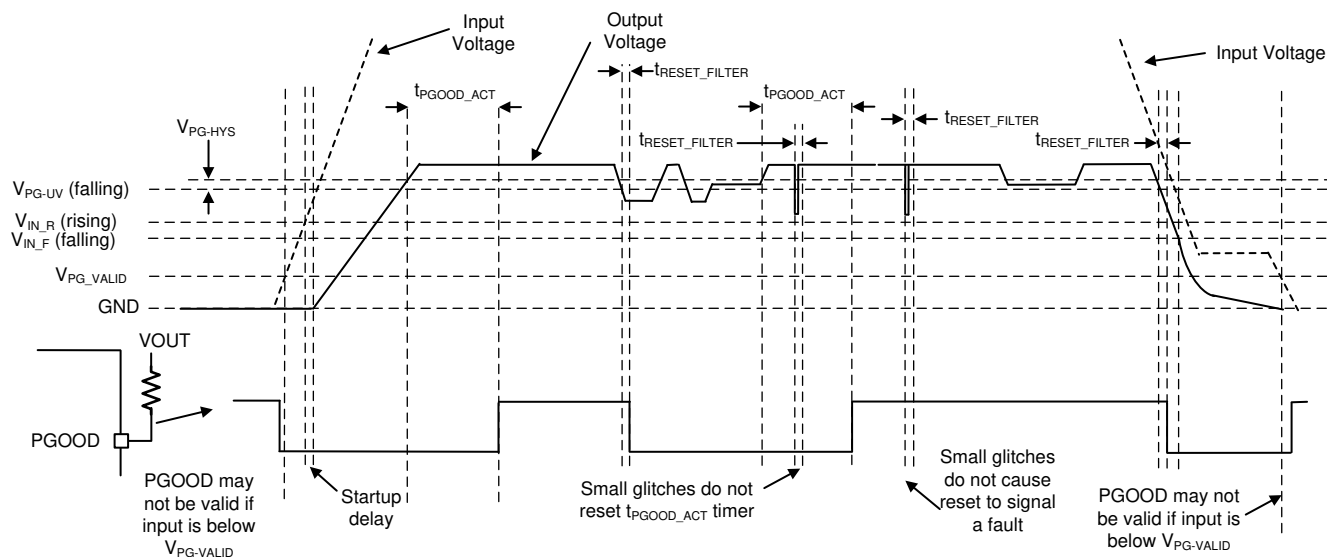 Input
Voltage
Output
Voltage
Input Voltage
tRESET_FILTER
tPGOOD_ACT
tPGOOD_ACT
tRESET_FILTER
tRESET_FILTER
tRESET_FILTER
VPG-HYS
VPG-UV (falling)
VIN_R (rising)
VIN_F (falling)
VPG_VALID
GND
VOUT
PGOOD
PGOOD may
not be valid if
input is below
VPG-VALID
Startup
delay
Small glitches do not
reset tPGOOD_ACT timer
Small glitches
do not cause
reset to signal
a fault
PGOOD may not
be valid if input is
below VPG-VALID